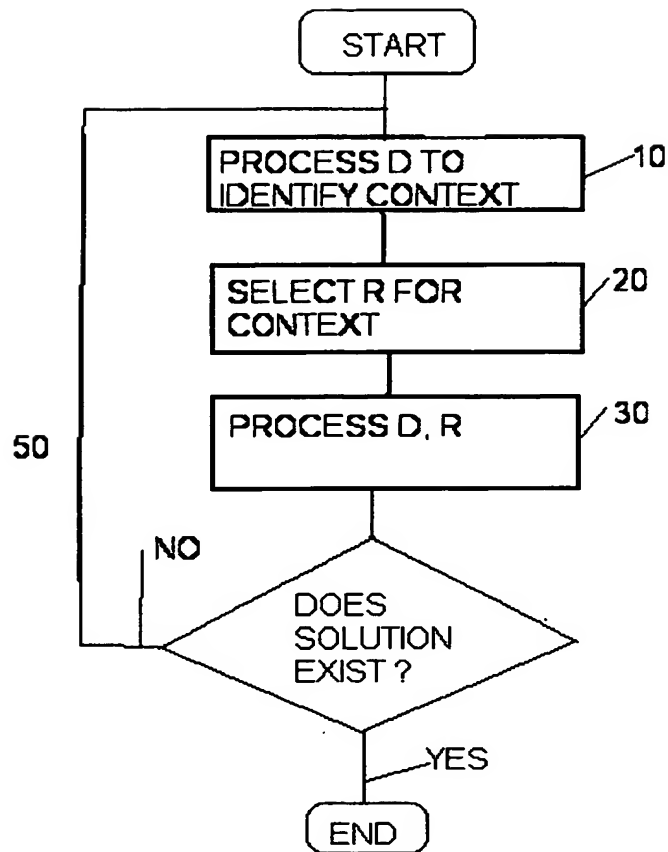 START
PROCESS D TO
IDENTIFY CONTEXT
10
SELECT R FOR
CONTEXT
20
PROCESS D, R
30
50
NO
DOES
SOLUTION
EXIST ?
YES
END